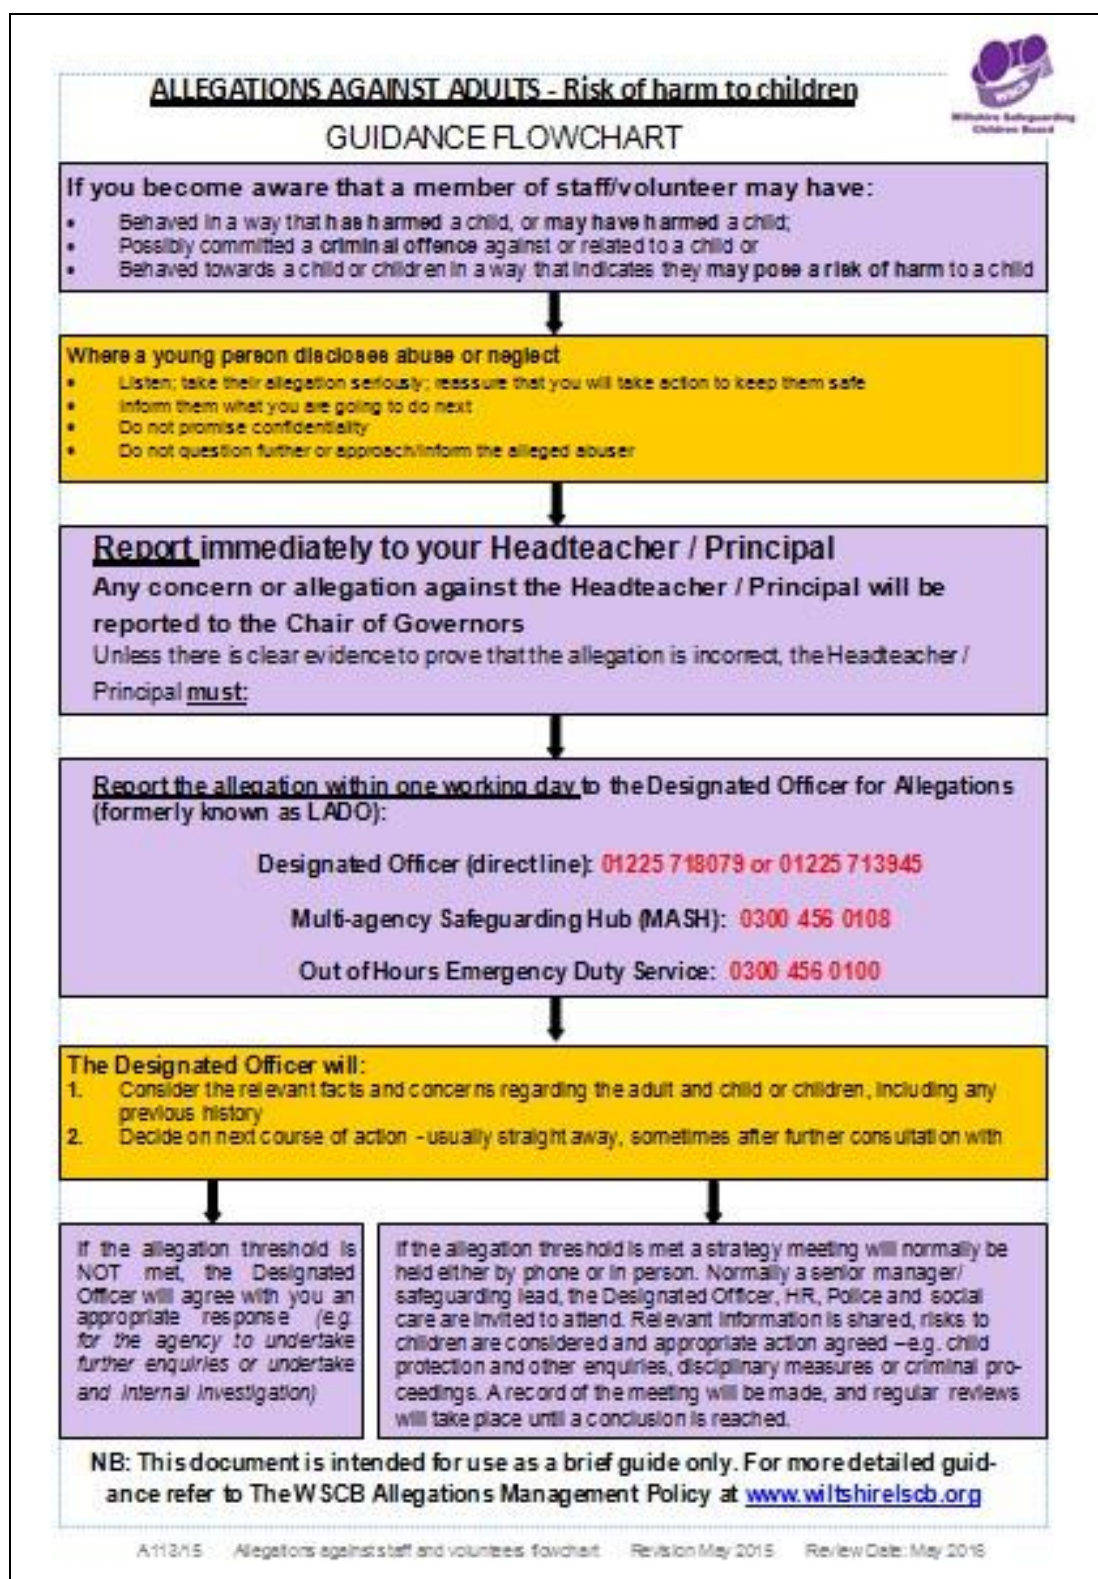 WSCB
Wiltshire Safeguarding
Children Board
ALLEGATIONS AGAINST ADULTS - Risk of harm to children
GUIDANCE FLOWCHART
If you become aware that a member of staff/volunteer may have:
• Behaved in a way that has harmed a child, or may have harmed a child;
• Possibly committed a criminal offence against or related to a child or
• Behaved towards a child or children in a way that indicates they may pose a risk of harm to a child
Where a young person discloses abuse or neglect
• Listen; take their allegation seriously; reassure that you will take action to keep them safe
• Inform them what you are going to do next
• Do not promise confidentiality
• Do not question further or approach/inform the alleged abuser
Report immediately to your Headteacher / Principal
Any concern or allegation against the Headteacher / Principal will be
reported to the Chair of Governors
Unless there is clear evidence to prove that the allegation is incorrect, the Headteacher /
Principal must:
Report the allegation within one working day to the Designated Officer for Allegations
(formerly known as LADO):
Designated Officer (direct line): 01225 718079 or 01225 713945
Multi-agency Safeguarding Hub (MASH): 0300 456 0108
Out of Hours Emergency Duty Service: 0300 456 0100
The Designated Officer will:
1. Consider the relevant facts and concerns regarding the adult and child or children, including any
previous history
2. Decide on next course of action - usually straight away, sometimes after further consultation with
If the allegation threshold is
NOT met, the Designated
Officer will agree with you an
appropriate response (e.g.
for the agency to undertake
further enquiries or undertake
and internal investigation)
If the allegation threshold is met a strategy meeting will normally be
held either by phone or in person. Normally a senior manager/
safeguarding lead, the Designated Officer, HR, Police and social
care are invited to attend. Relevant information is shared, risks to
children are considered and appropriate action agreed –e.g. child
protection and other enquiries, disciplinary measures or criminal pro-
ceedings. A record of the meeting will be made, and regular reviews
will take place until a conclusion is reached.
NB: This document is intended for use as a brief guide only. For more detailed guid-
ance refer to The WSCB Allegations Management Policy at www.wiltshirelscb.org
Allegations against staff and volunteers flowchart Revision May 2015 Review Date: May 2016